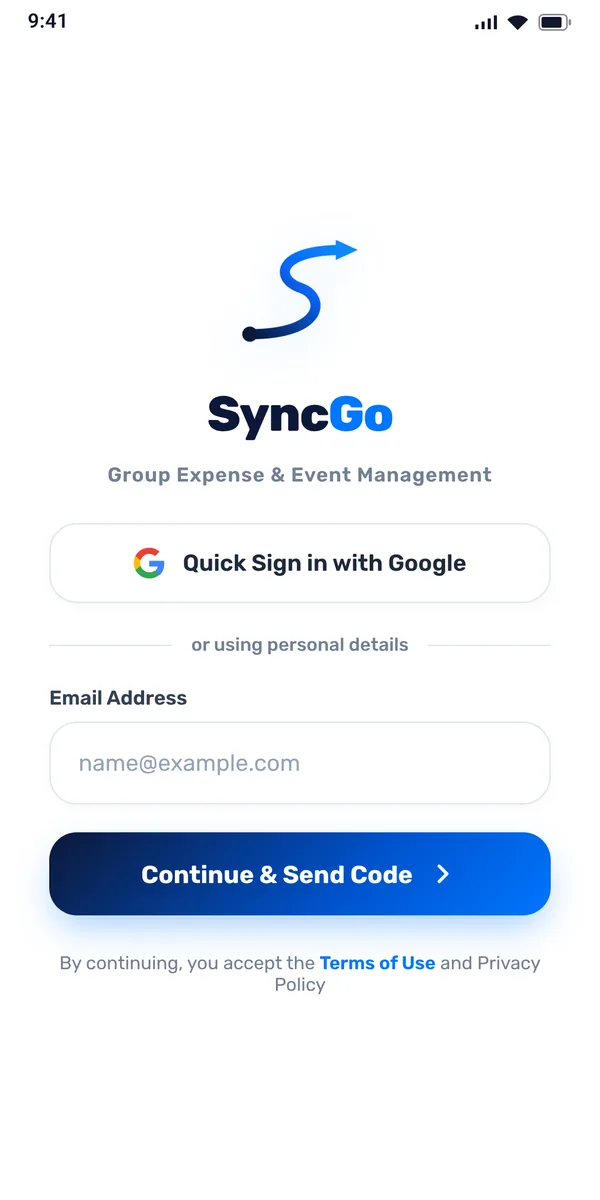 9:41
SyncGo
Group Expense & Event Management
Quick Sign in with Google
or using personal details
Email Address
name@example.com
Continue & Send Code
By continuing, you accept the Terms of Use and Privacy
Policy